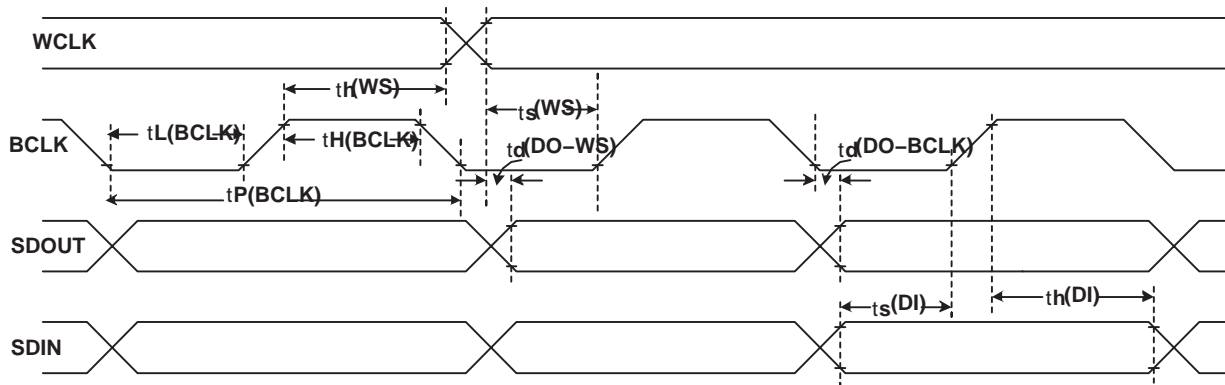 WCLK
th(WS)
ts(WS)
BCLK
tL(BCLK)
tH(BCLK)
td(DO−WS)
td(DO−BCLK)
tP(BCLK)
SDOUT
ts(DI)
th(DI)
SDIN